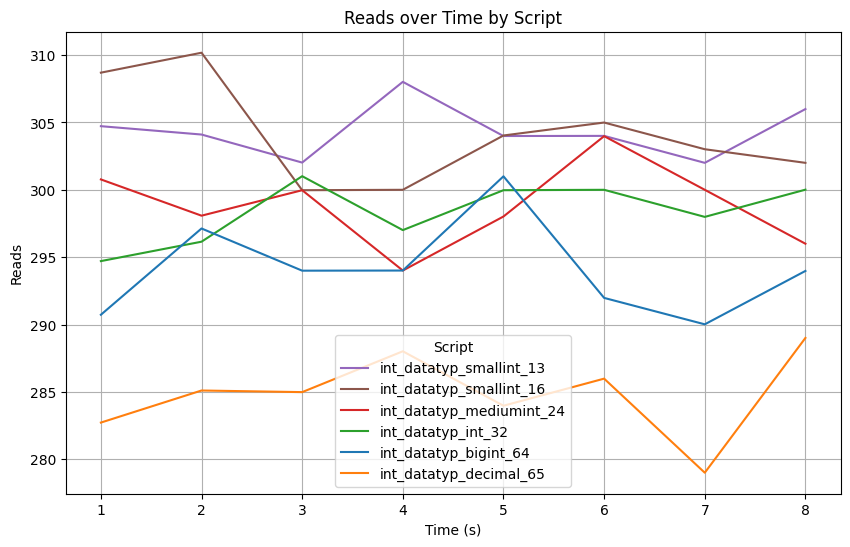 Reads over Time by Script
Reads
310
305
300
295
290
285
280
Script
int_datatyp_smallint_13
int_datatyp_smallint_16
int_datatyp_mediumint_24
int_datatyp_int_32
int_datatyp_bigint_64
int_datatyp_decimal_65
1 2 3 4 5 6 7 8
Time (s)